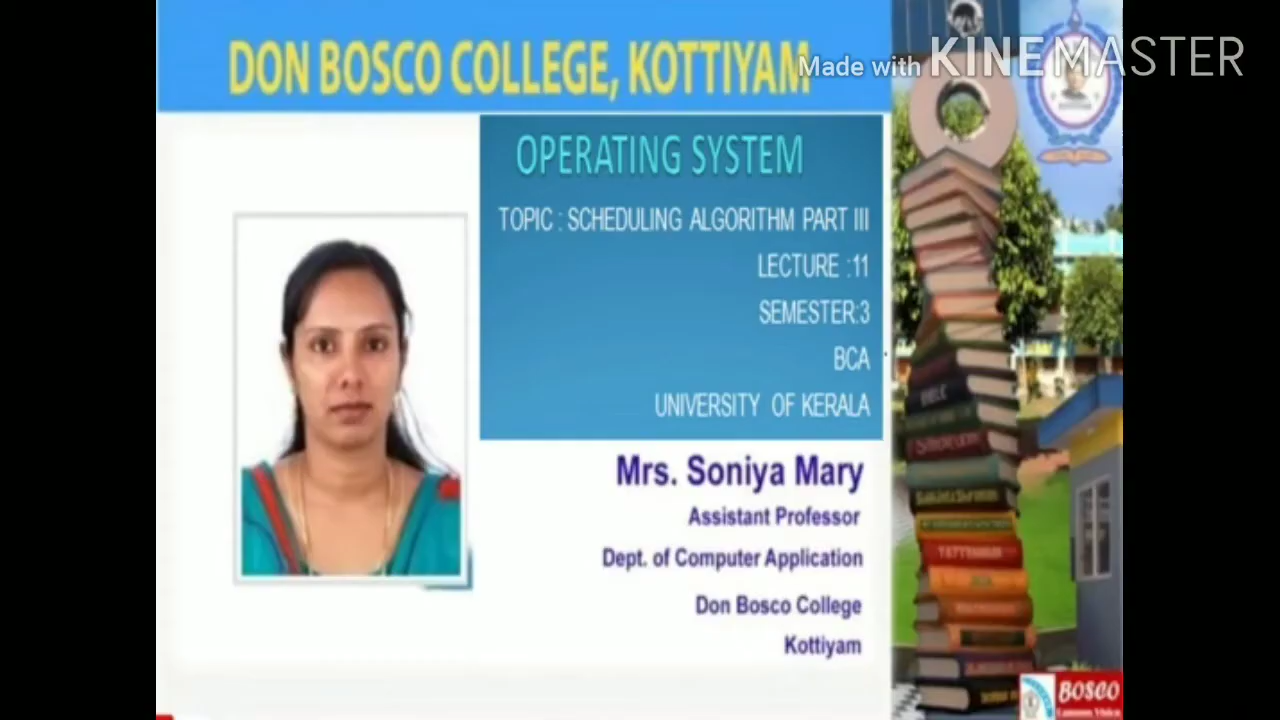 DON BOSCO COLLEGE, KOTTIYAM
Made with KINEMASTER
OPERATING SYSTEM
TOPIC : SCHEDULING ALGORITHM PART III
LECTURE :11
SEMESTER:3
BCA
UNIVERSITY OF KERALA
Mrs. Soniya Mary
Assistant Professor
Dept. of Computer Application
Don Bosco College
Kottiyam
BOSCO